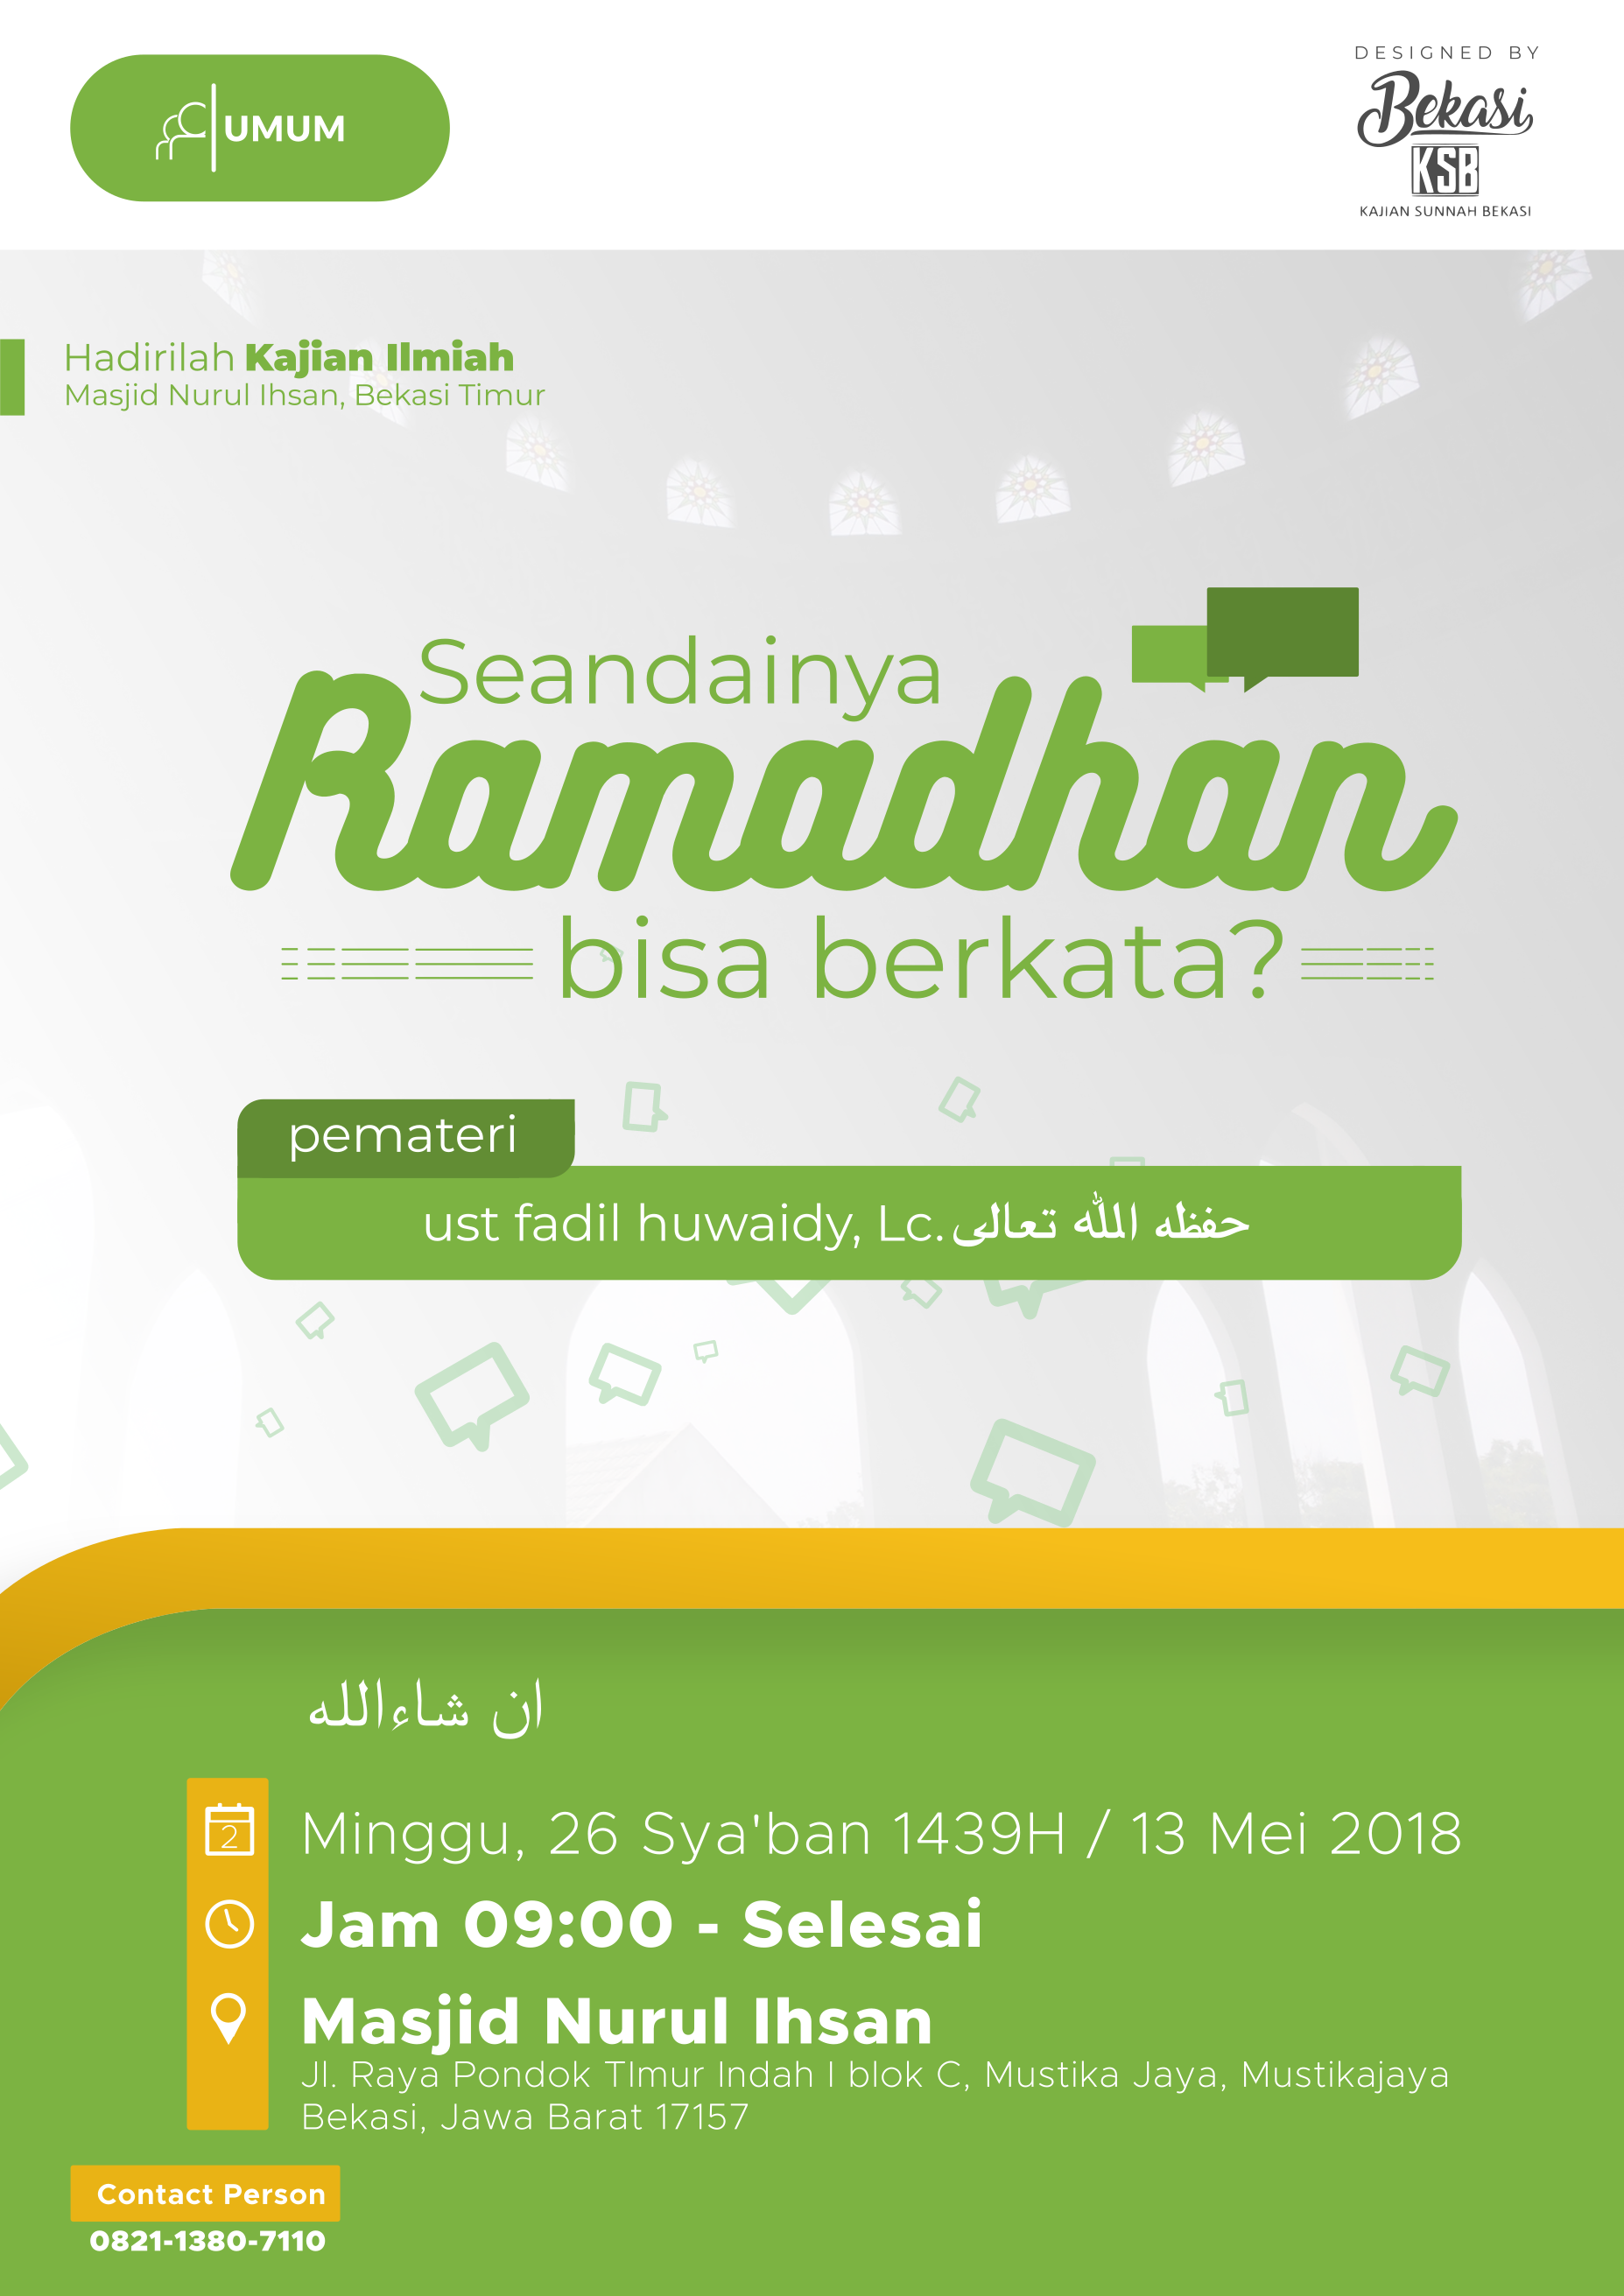 UMUM
DESIGNED BY
Bekasi
KSB
KAJIAN SUNNAH BEKASI
Hadirilah Kajian Ilmiah
Masjid Nurul Ihsan, Bekasi Timur
Seandainya
Ramadhan
bisa berkata?
pemateri
ust fadil huwaidy, Lc. حفظه الله تعالى
ان شاءالله
2
Minggu, 26 Sya'ban 1439H / 13 Mei 2018
Jam 09:00 - Selesai
Masjid Nurul Ihsan
Jl. Raya Pondok TImur Indah I blok C, Mustika Jaya, Mustikajaya
Bekasi, Jawa Barat 17157
Contact Person
0821-1380-7110